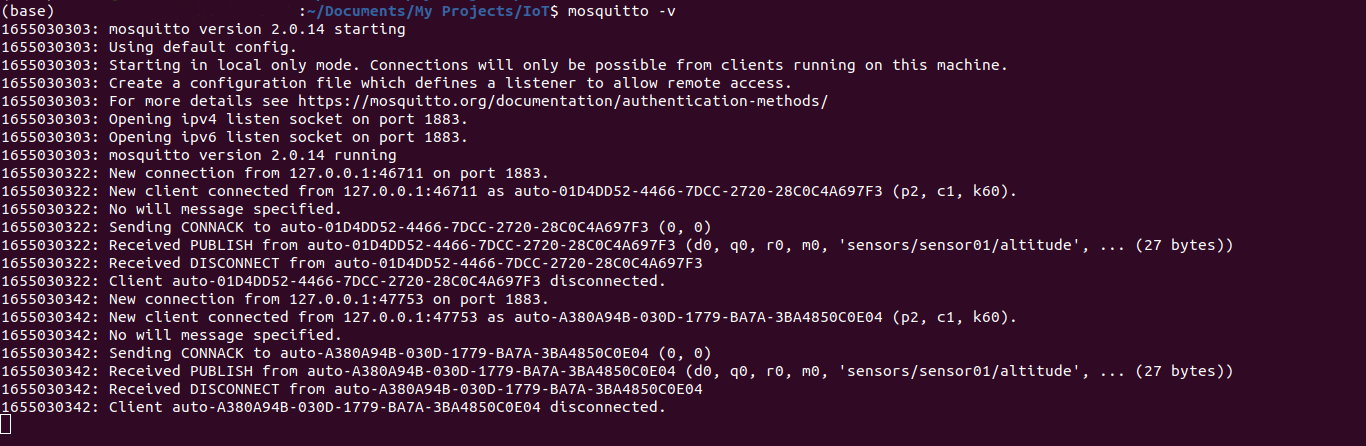 (base) :~/Documents/My Projects/IoT$ mosquitto -v
1655030303: mosquitto version 2.0.14 starting
1655030303: Using default config.
1655030303: Starting in local only mode. Connections will only be possible from clients running on this machine.
1655030303: Create a configuration file which defines a listener to allow remote access.
1655030303: For more details see https://mosquitto.org/documentation/authentication-methods/
1655030303: Opening ipv4 listen socket on port 1883.
1655030303: Opening ipv6 listen socket on port 1883.
1655030303: mosquitto version 2.0.14 running
1655030322: New connection from 127.0.0.1:46711 on port 1883.
1655030322: New client connected from 127.0.0.1:46711 as auto-01D4DD52-4466-7DCC-2720-28C0C4A697F3 (p2, c1, k60).
1655030322: No will message specified.
1655030322: Sending CONNACK to auto-01D4DD52-4466-7DCC-2720-28C0C4A697F3 (0, 0)
1655030322: Received PUBLISH from auto-01D4DD52-4466-7DCC-2720-28C0C4A697F3 (d0, q0, r0, m0, 'sensors/sensor01/altitude', ... (27 bytes))
1655030322: Received DISCONNECT from auto-01D4DD52-4466-7DCC-2720-28C0C4A697F3
1655030322: Client auto-01D4DD52-4466-7DCC-2720-28C0C4A697F3 disconnected.
1655030342: New connection from 127.0.0.1:47753 on port 1883.
1655030342: New client connected from 127.0.0.1:47753 as auto-A380A94B-030D-1779-BA7A-3BA4850C0E04 (p2, c1, k60).
1655030342: No will message specified.
1655030342: Sending CONNACK to auto-A380A94B-030D-1779-BA7A-3BA4850C0E04 (0, 0)
1655030342: Received PUBLISH from auto-A380A94B-030D-1779-BA7A-3BA4850C0E04 (d0, q0, r0, m0, 'sensors/sensor01/altitude', ... (27 bytes))
1655030342: Received DISCONNECT from auto-A380A94B-030D-1779-BA7A-3BA4850C0E04
1655030342: Client auto-A380A94B-030D-1779-BA7A-3BA4850C0E04 disconnected.